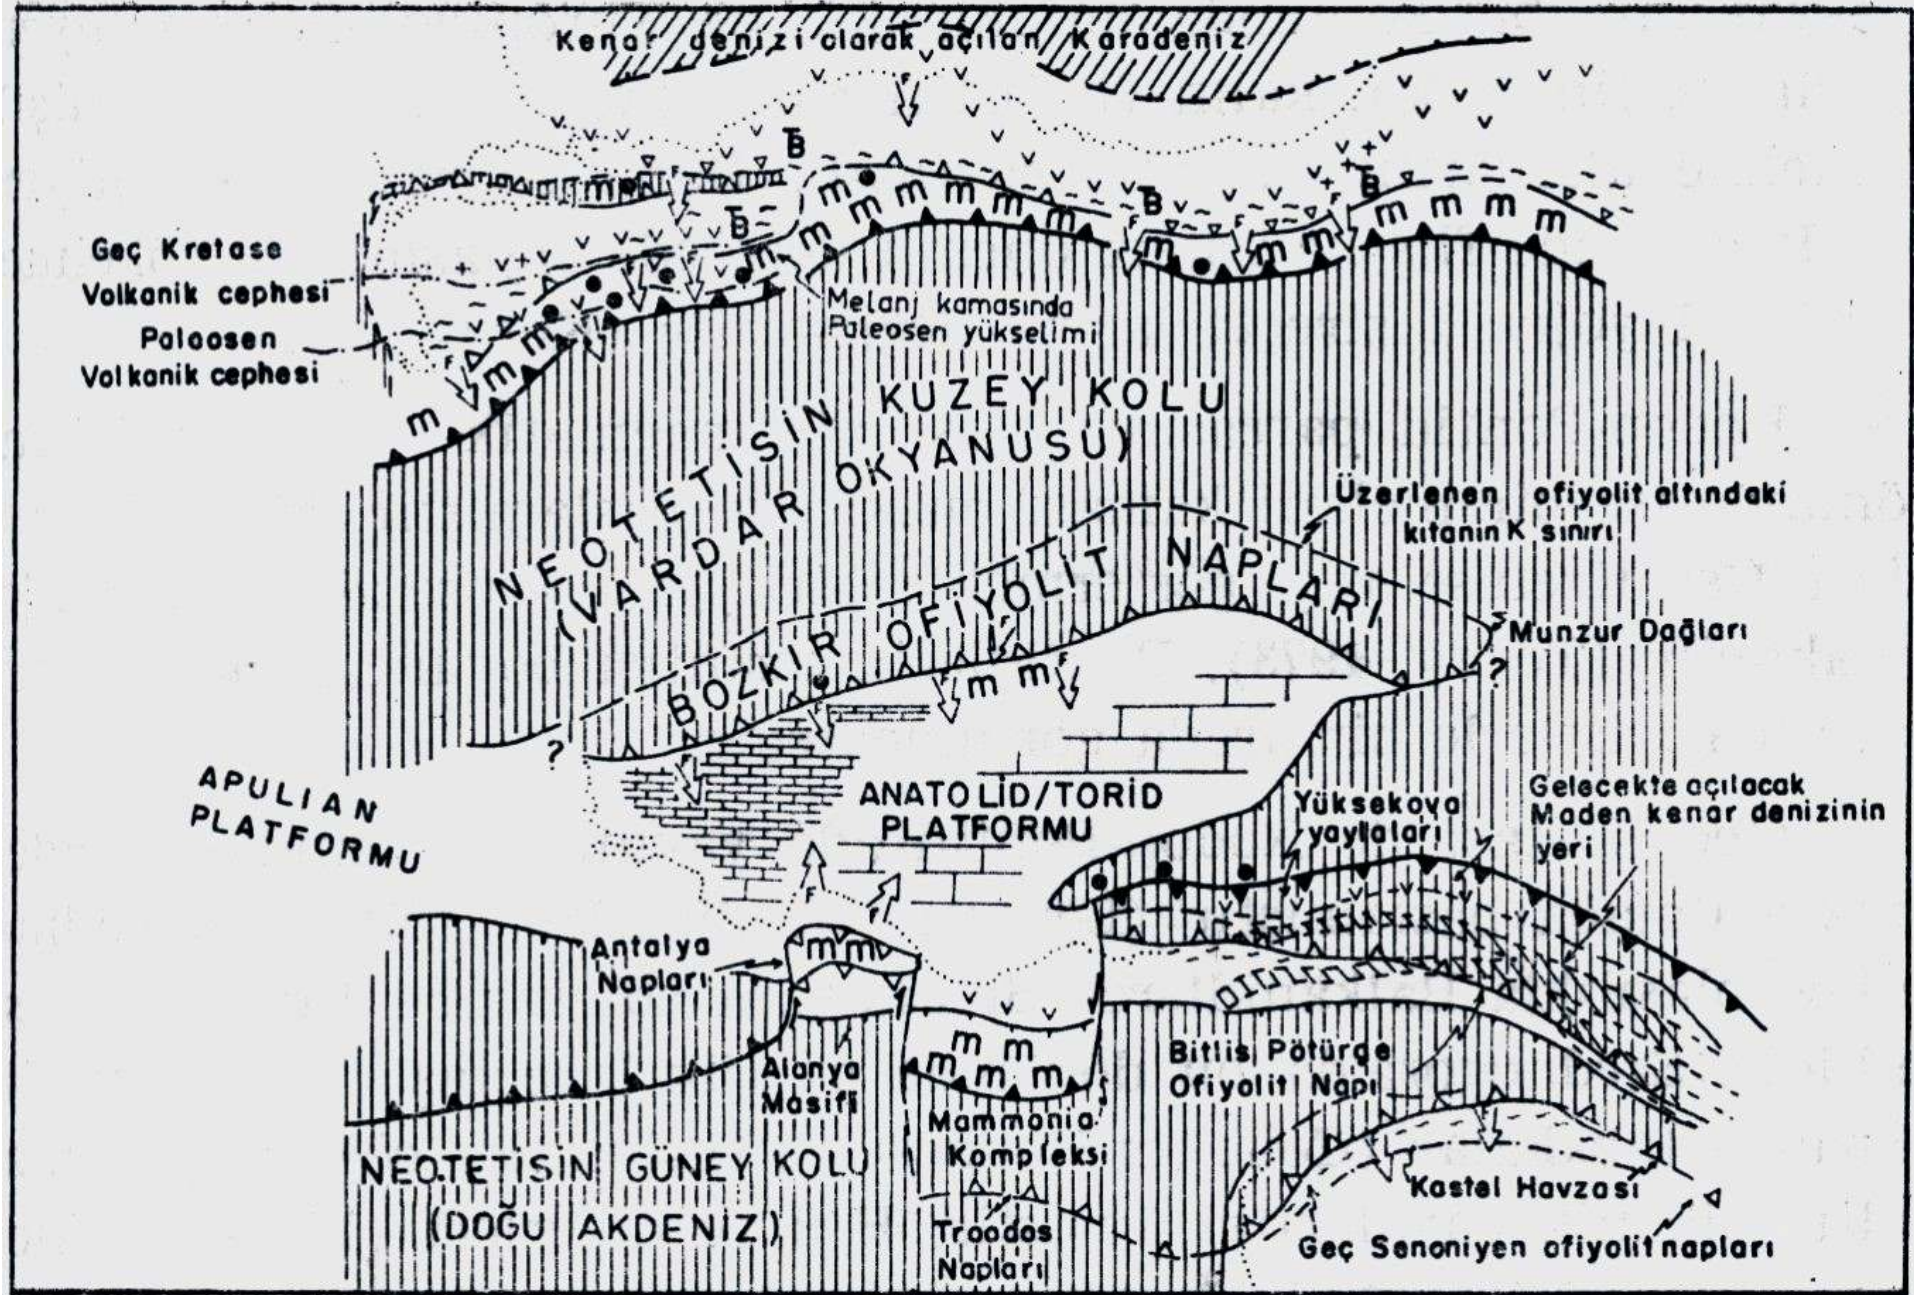 Kenar denizi olarak açılan Karadeniz
Geç Kretase
Volkanik cephesi
Paleosen
Volkanik cephesi
Melanj kamasında
Paleosen yükselimi
NEOTETİSİN KUZEY KOLU
(VARDAR OKYANUSU)
Üzerlenen ofiyolit altındaki
kıtanın K sınırı
BOZKIR OFİYOLİT NAPLARI
Munzur Dağları
APULIAN
PLATFORMU
ANATOLİD/TORİD
PLATFORMU
Yüksekova
yaylaları
Gelecekte açılacak
Maden kenar denizinin
yeri
Antalya
Napları
Alanya
Masifi
Mammonia
Kompleksi
Bitlis Pötürge
Ofiyolit Napı
NEOTETİSİN GÜNEY KOLU
(DOĞU AKDENİZ)
Troodos
Napları
Kastel Havzası
Geç Senoniyen ofiyolit napları